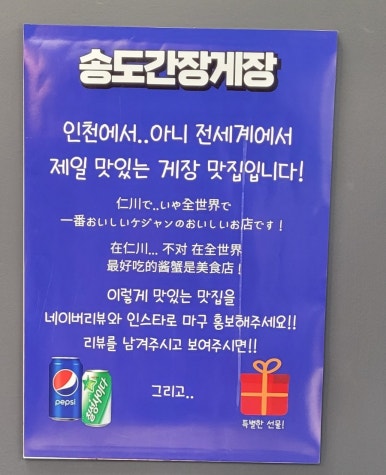 송도간장게장
인천에서..아니 전세계에서
제일 맛있는 게장 맛집입니다!
仁川で..いや全世界で
一番おいしいケジャンのおいしいお店です！
在仁川... 不对 在全世界
最好吃的酱蟹是美食店！
이렇게 맛있는 맛집을
네이버리뷰와 인스타로 마구 홍보해주세요!!
리뷰를 남겨주시고 보여주시면!!
그리고..
pepsi
칠성사이다
특별한 선물!